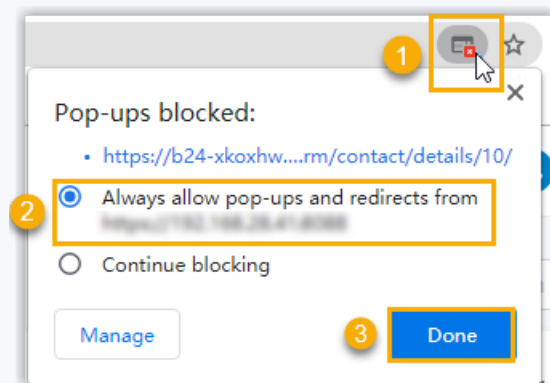 1
Pop-ups blocked:
• https://b24-xkoxhw....rm/contact/details/10/
2
Always allow pop-ups and redirects from
Continue blocking
Manage
3
Done